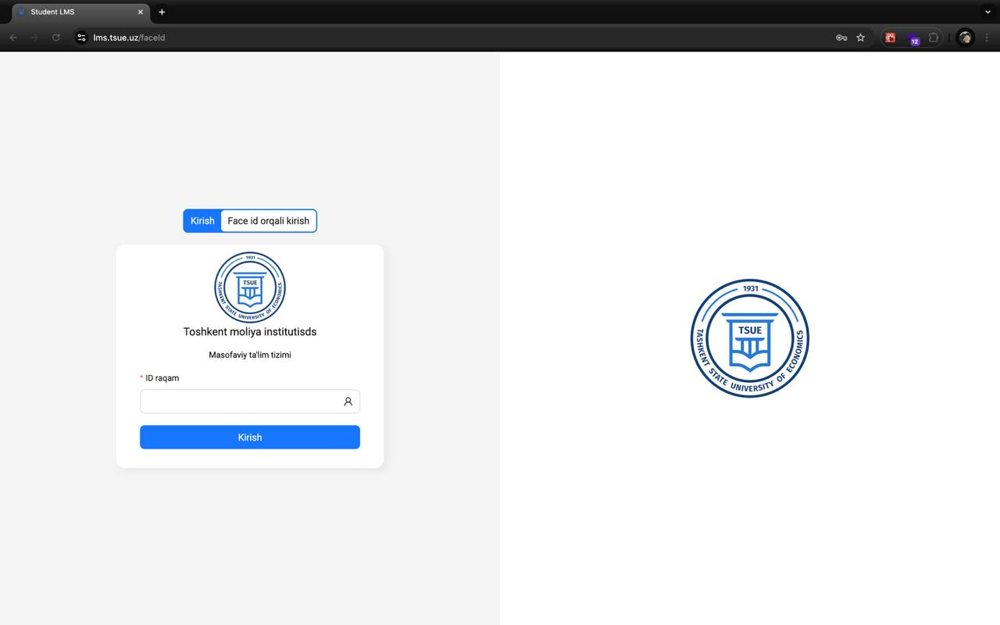 Student LMS
lms.tsue.uz/faceId
12
Kirish
Face id orqali kirish
1931
TSUE
TASHKENT STATE UNIVERSITY OF ECONOMICS
Toshkent moliya institutisds
Masofaviy ta'lim tizimi
* ID raqam
Kirish
1931
TSUE
TASHKENT STATE UNIVERSITY OF ECONOMICS